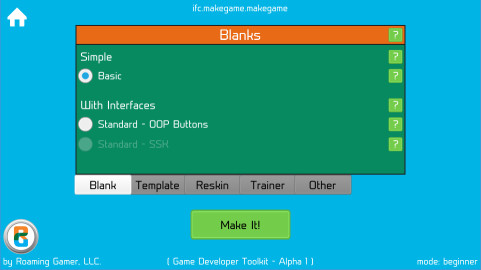 ifc.makegame.makegame
Blanks
?
Simple
?
Basic
?
With Interfaces
?
Standard - OOP Buttons
?
Standard - SSK
?
Blank
Template
Reskin
Trainer
Other
Make It!
by Roaming Gamer, LLC.
( Game Developer Toolkit - Alpha 1 )
mode: beginner